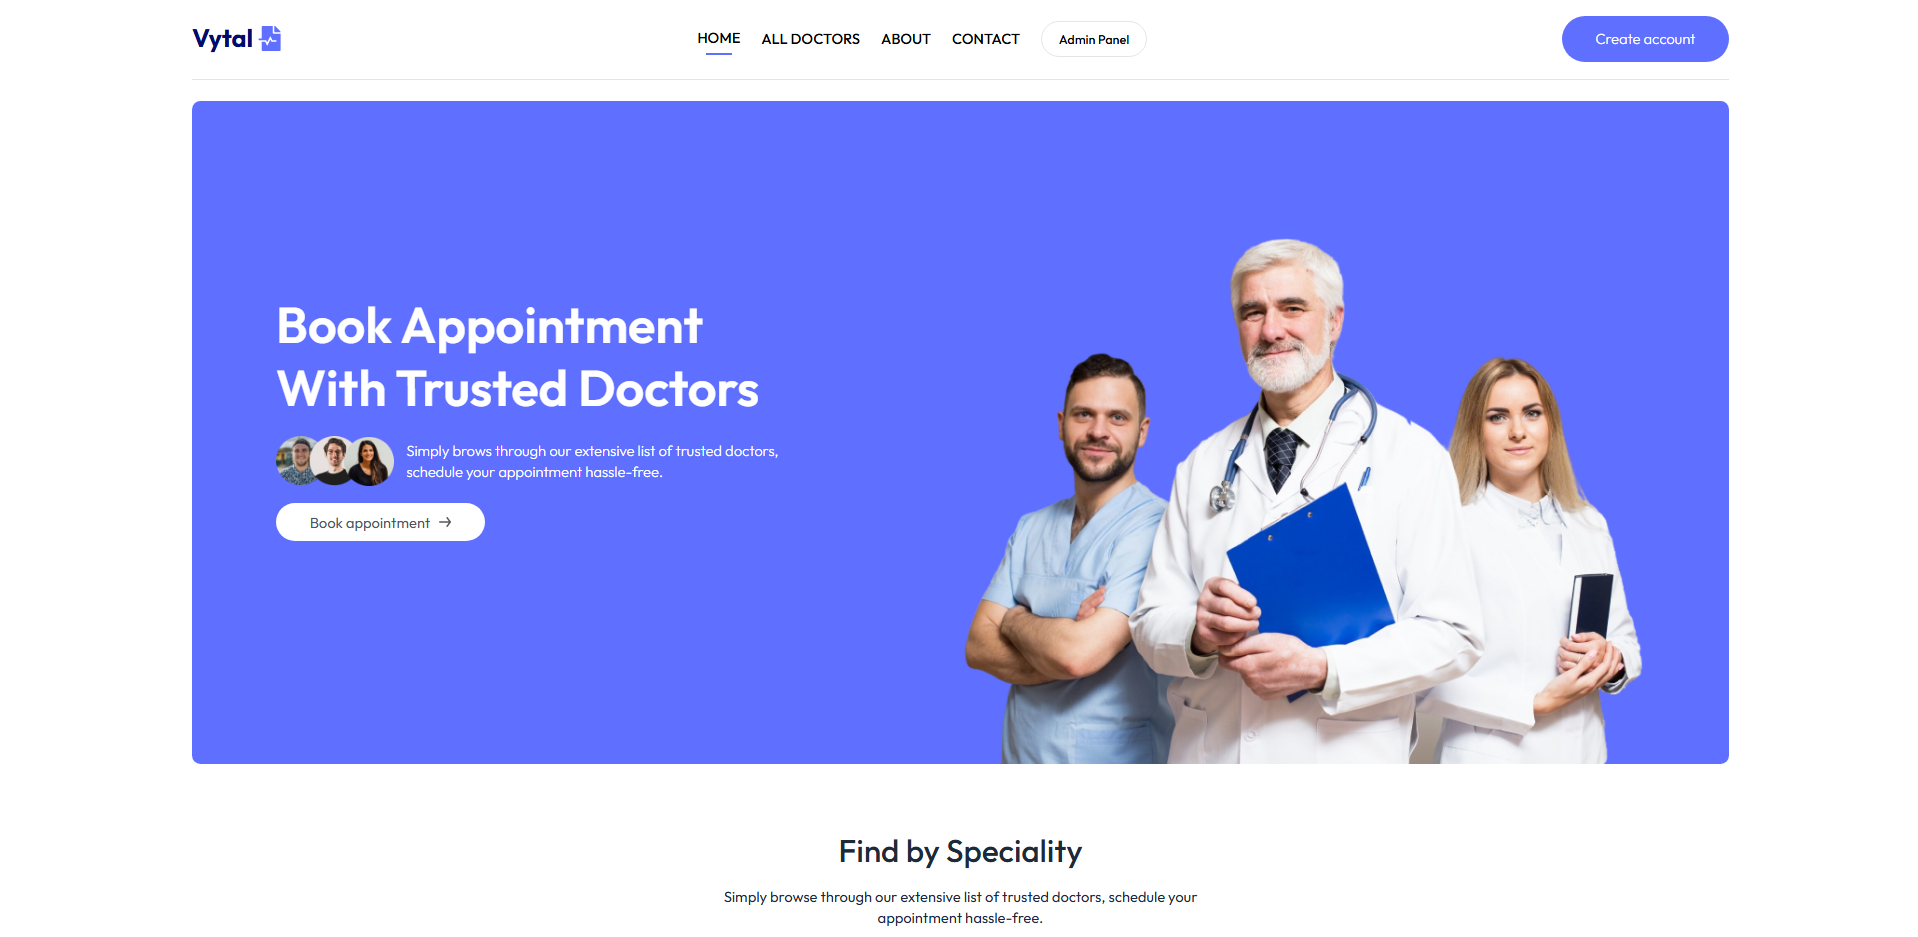 Vytal
HOME ALL DOCTORS ABOUT CONTACT Admin Panel
Create account
Book Appointment
With Trusted Doctors
Simply brows through our extensive list of trusted doctors,
schedule your appointment hassle-free.
Book appointment →
Find by Speciality
Simply browse through our extensive list of trusted doctors, schedule your
appointment hassle-free.